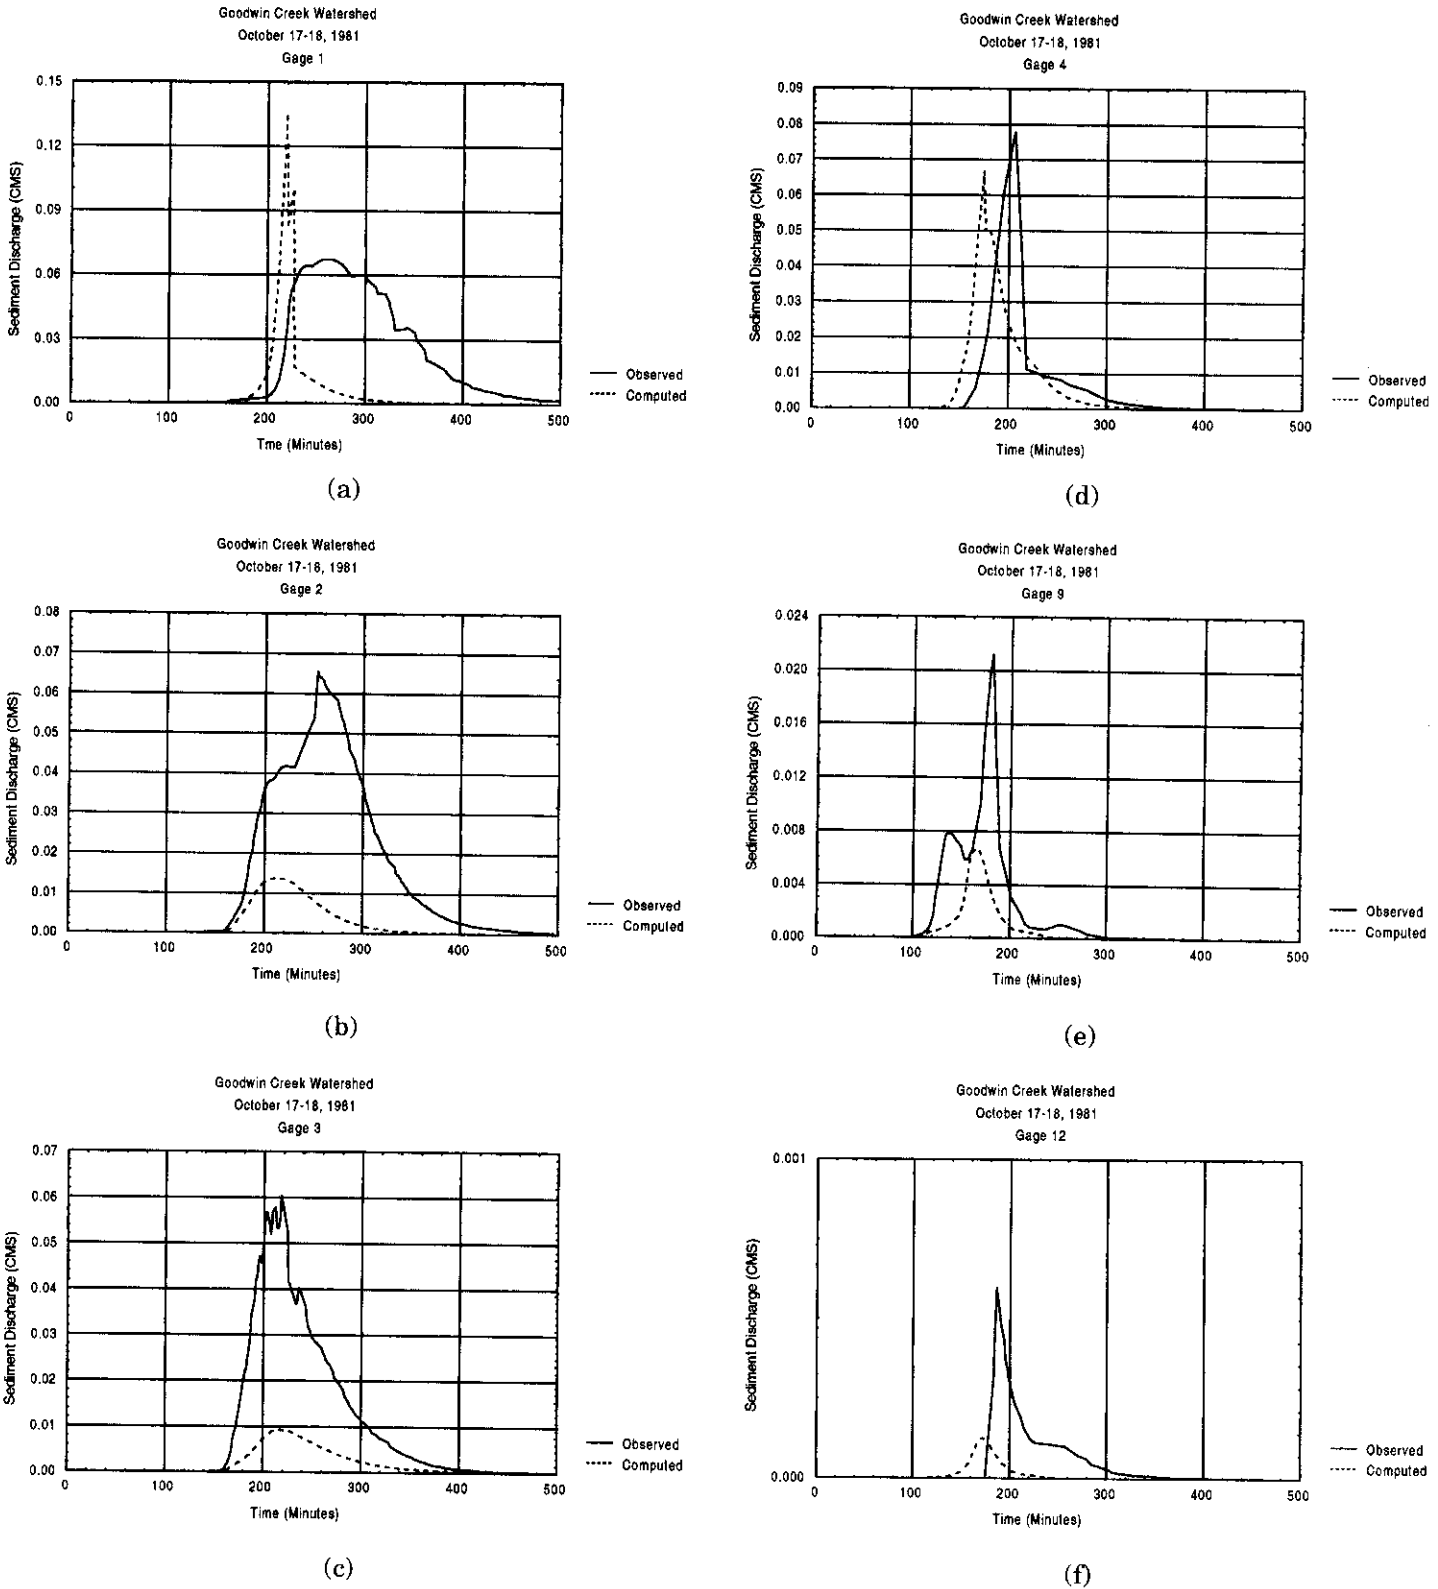 Goodwin Creek Watershed
October 17-18, 1981
Gage 1
0.15
0.12
0.09
0.06
0.03
0.00
Sediment Discharge (CMS)
0 100 200 300 400 500
Tme (Minutes)
Observed
Computed
(a)
Goodwin Creek Watershed
October 17-18, 1981
Gage 4
0.09
0.08
0.07
0.06
0.05
0.04
0.03
0.02
0.01
0.00
Sediment Discharge (CMS)
0 100 200 300 400 500
Time (Minutes)
Observed
Computed
(d)
Goodwin Creek Watershed
October 17-18, 1981
Gage 2
0.08
0.07
0.06
0.05
0.04
0.03
0.02
0.01
0.00
Sediment Discharge (CMS)
0 100 200 300 400 500
Time (Minutes)
Observed
Computed
(b)
Goodwin Creek Watershed
October 17-18, 1981
Gage 9
0.024
0.020
0.016
0.012
0.008
0.004
0.000
Sediment Discharge (CMS)
0 100 200 300 400 500
Time (Minutes)
Observed
Computed
(e)
Goodwin Creek Watershed
October 17-18, 1981
Gage 3
0.07
0.06
0.05
0.04
0.03
0.02
0.01
0.00
Sediment Discharge (CMS)
0 100 200 300 400 500
Time (Minutes)
Observed
Computed
(c)
Goodwin Creek Watershed
October 17-18, 1981
Gage 12
0.001
0.000
Sediment Discharge (CMS)
0 100 200 300 400 500
Time (Minutes)
Observed
Computed
(f)